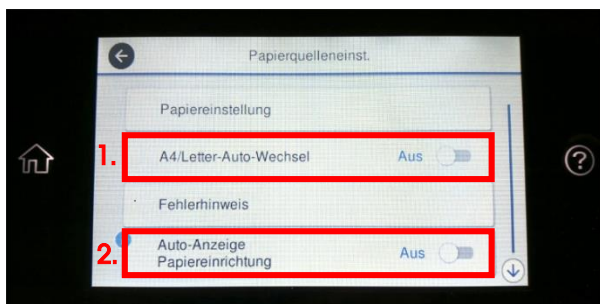 Papierquelleneinst.
Papiereinstellung
1.
A4/Letter-Auto-Wechsel Aus
Fehlerhinweis
2.
Auto-Anzeige
Papiereinrichtung Aus
?